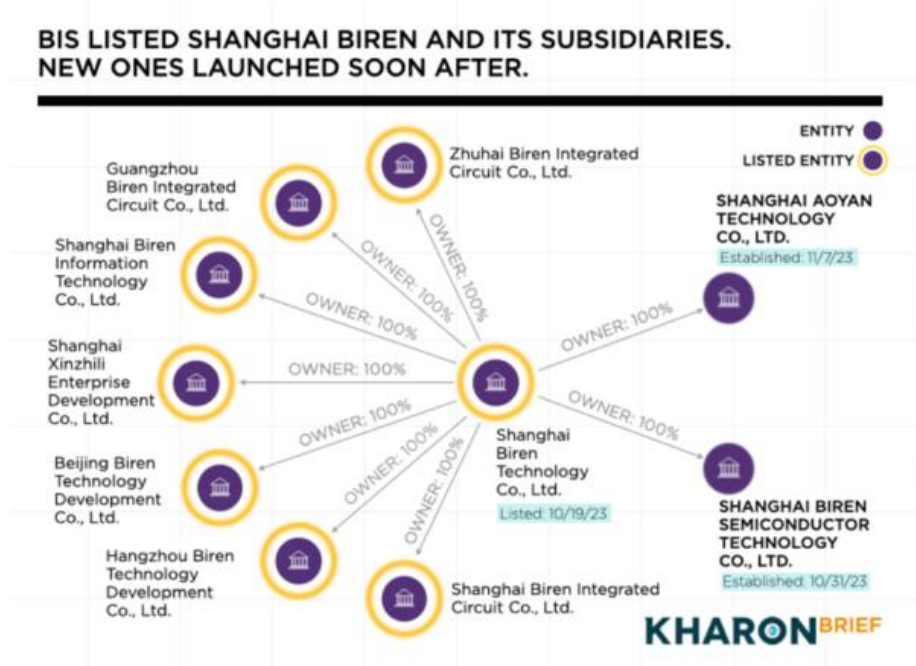 BIS LISTED SHANGHAI BIREN AND ITS SUBSIDIARIES.
NEW ONES LAUNCHED SOON AFTER.
ENTITY
LISTED ENTITY
Zhuhai Biren Integrated
Circuit Co., Ltd.
Guangzhou
Biren Integrated
Circuit Co., Ltd.
Shanghai Biren
Information
Technology
Co., Ltd.
Shanghai
Xinzhili
Enterprise
Development
Co., Ltd.
Beijing Biren
Technology
Development
Co., Ltd.
Hangzhou Biren
Technology
Development
Co., Ltd.
Shanghai Biren Integrated
Circuit Co., Ltd.
OWNER: 100%
OWNER: 100%
OWNER: 100%
OWNER: 100%
OWNER: 100%
OWNER: 100%
OWNER: 100%
Shanghai
Biren
Technology
Co., Ltd.
Listed: 10/19/23
OWNER: 100%
OWNER: 100%
SHANGHAI AOYAN
TECHNOLOGY
CO., LTD.
Established: 11/7/23
SHANGHAI BIREN
SEMICONDUCTOR
TECHNOLOGY
CO., LTD.
Established: 10/31/23
KHARON BRIEF